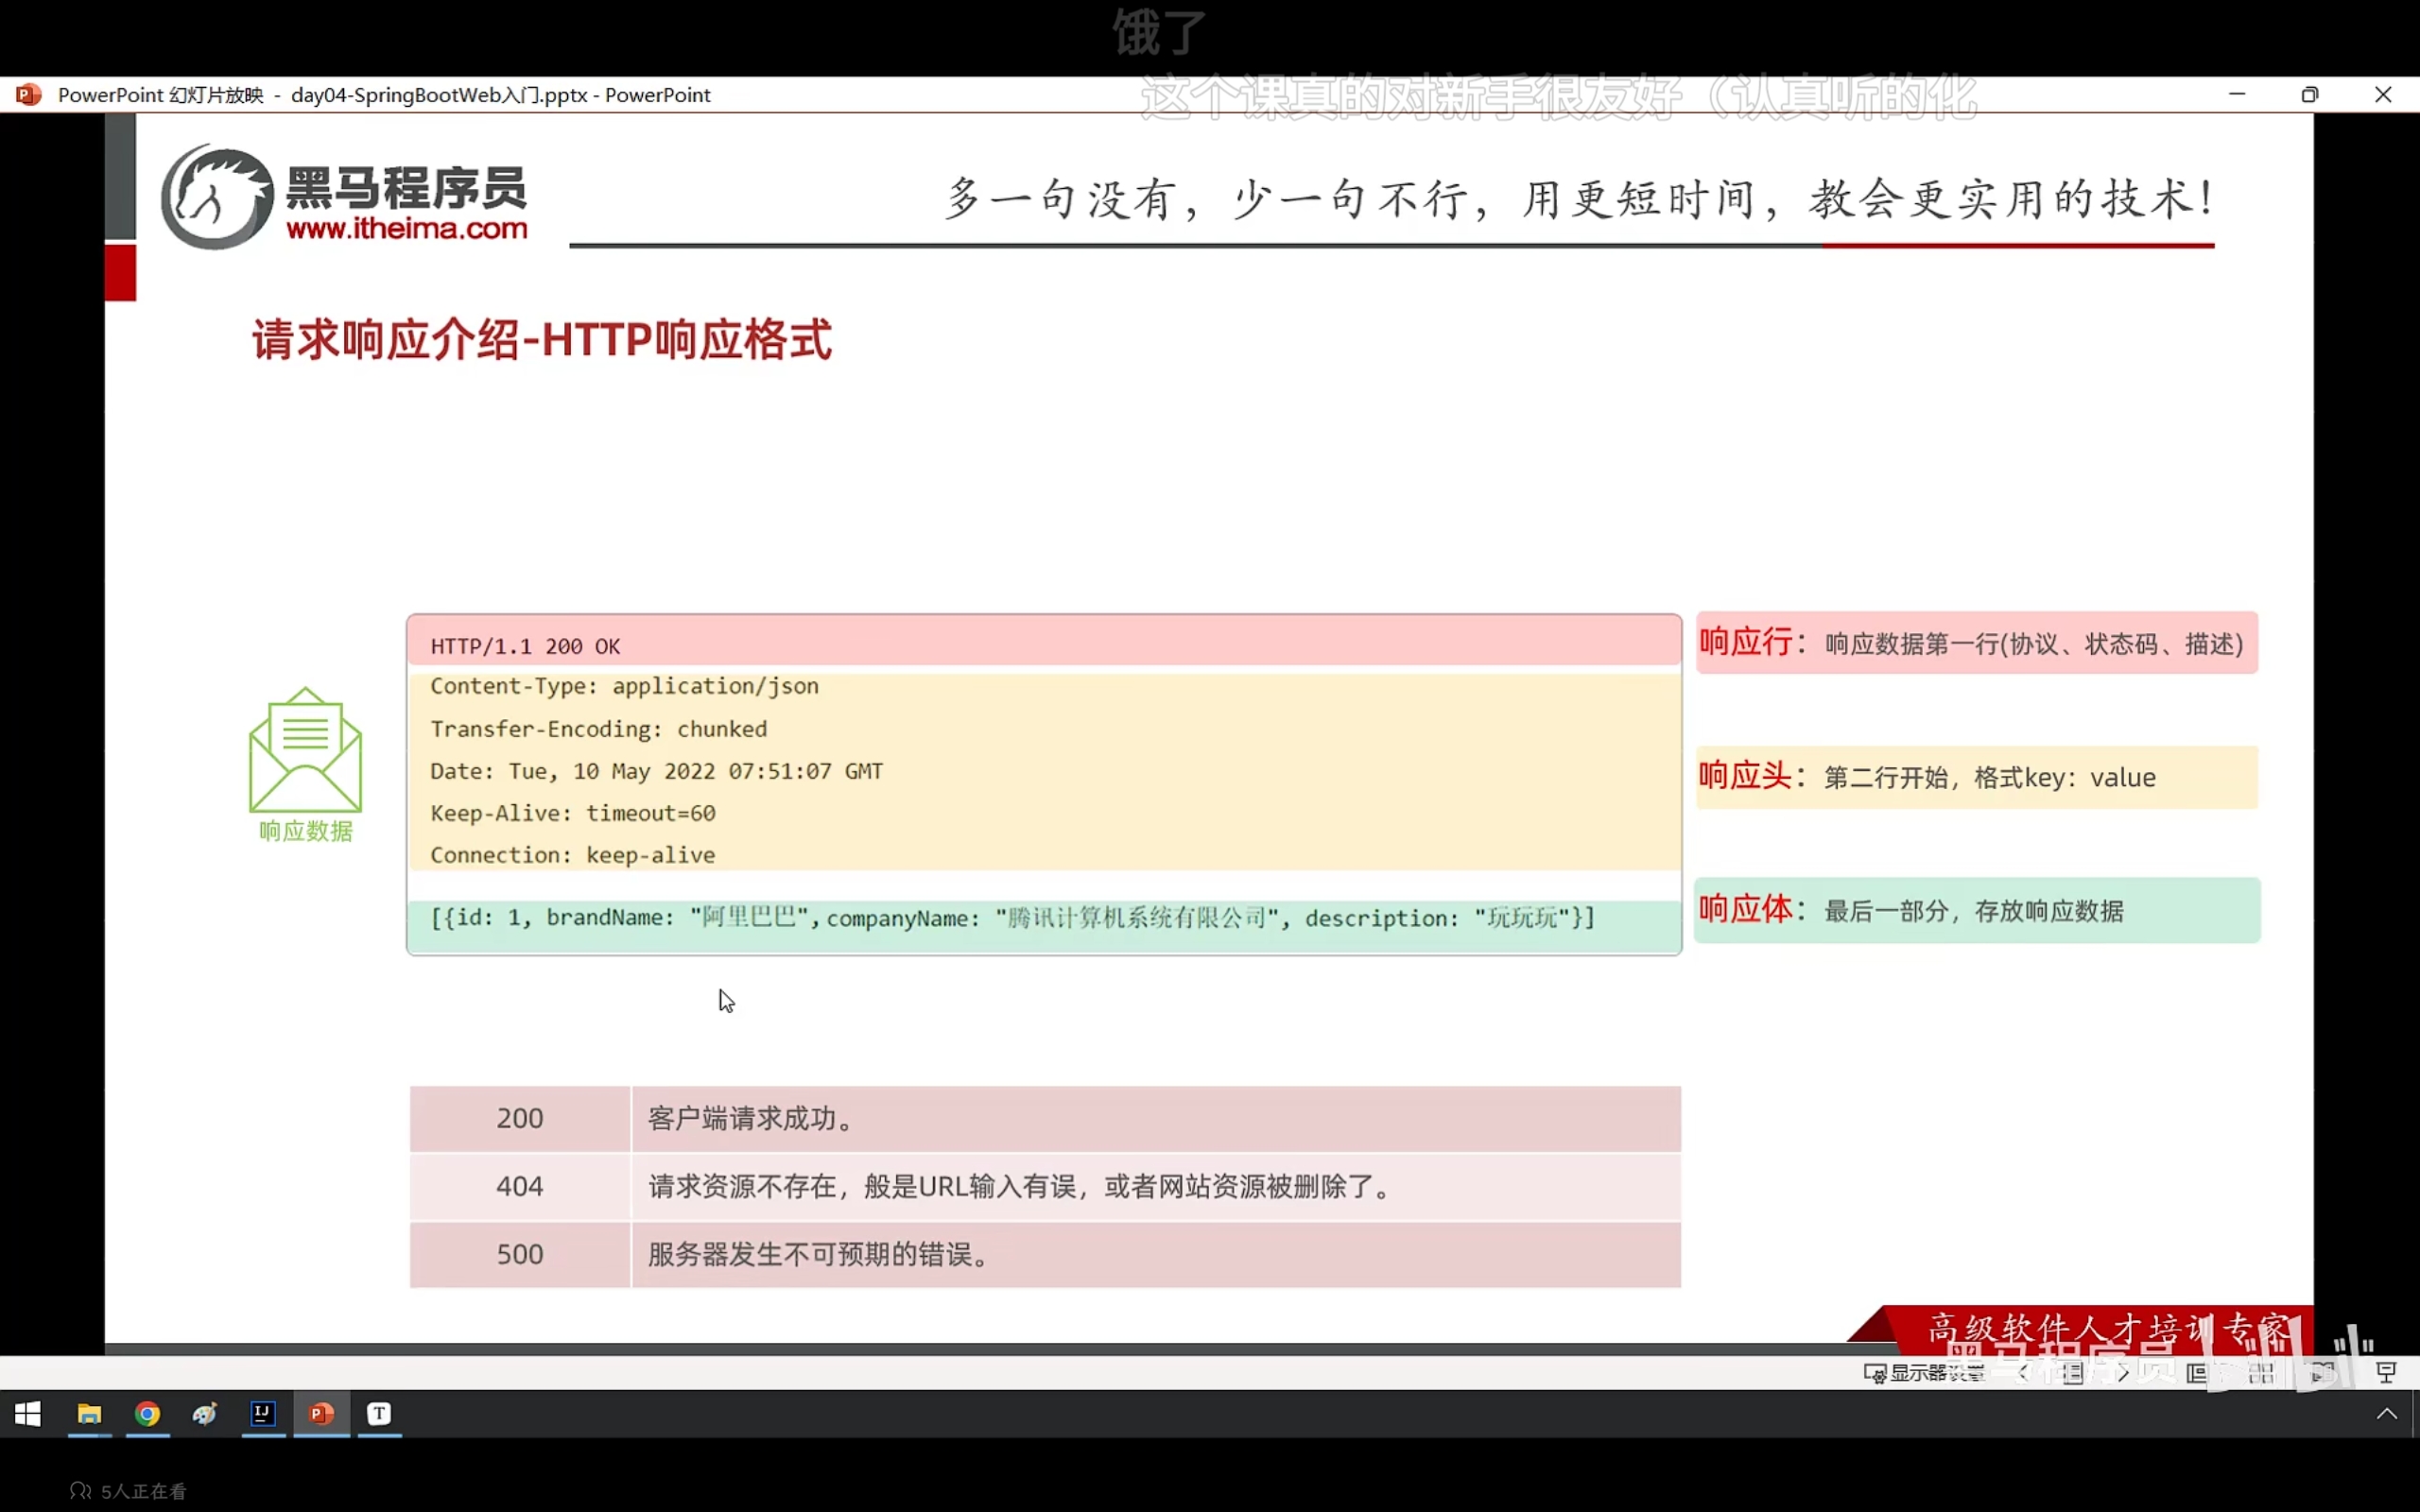 饿了
这个课真的对新手很友好（认真听的化
PowerPoint 幻灯片放映 - day04-SpringBootWeb入门.pptx - PowerPoint
黑马程序员
www.itheima.com
多一句没有，少一句不行，用更短时间，教会更实用的技术！
请求响应介绍-HTTP响应格式
HTTP/1.1 200 OK
响应行：响应数据第一行(协议、状态码、描述)
Content-Type: application/json
Transfer-Encoding: chunked
Date: Tue, 10 May 2022 07:51:07 GMT
Keep-Alive: timeout=60
Connection: keep-alive
响应头：第二行开始，格式key：value
响应数据
[{id: 1, brandName: "阿里巴巴",companyName: "腾讯计算机系统有限公司", description: "玩玩玩"}]
响应体：最后一部分，存放响应数据
200 客户端请求成功。
404 请求资源不存在，般是URL输入有误，或者网站资源被删除了。
500 服务器发生不可预期的错误。
高级软件人才培训专家
黑马程序员
显示器设置
5人正在看